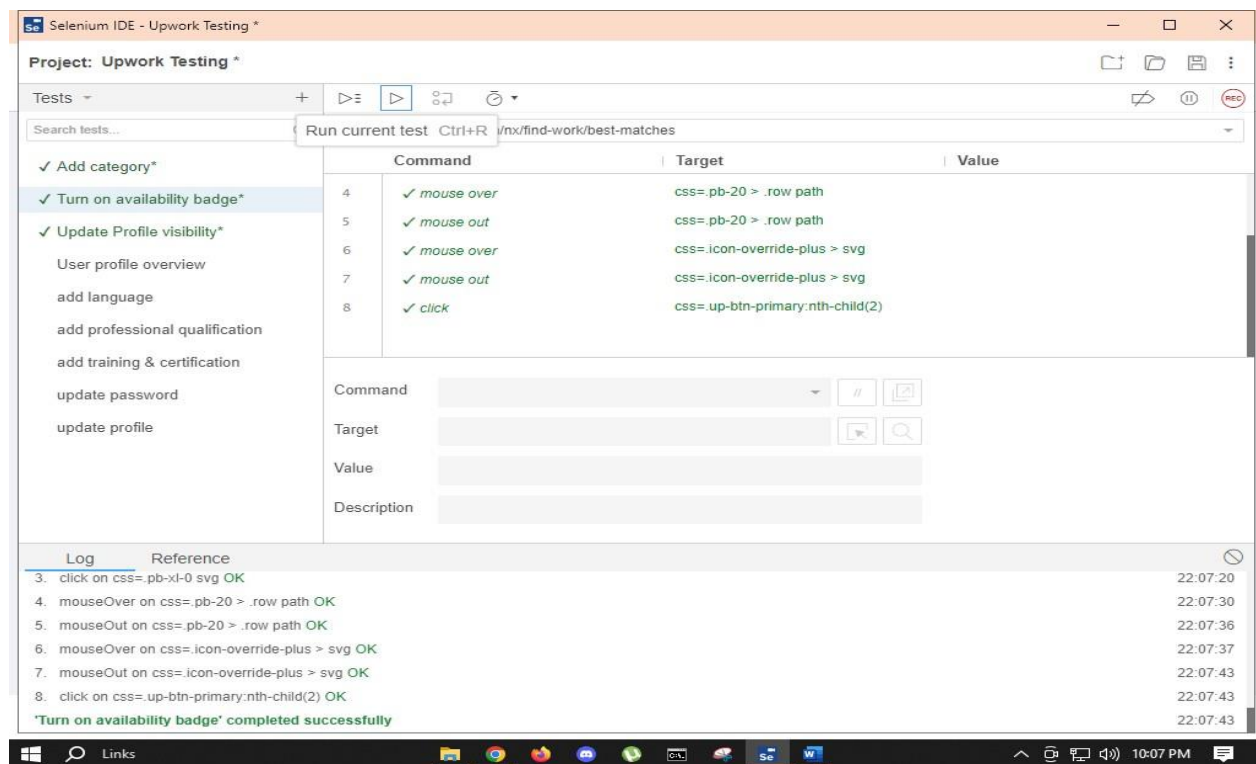 Selenium IDE - Upwork Testing *
Project: Upwork Testing *
Tests
REC
Search tests...
/nx/find-work/best-matches
Run current test Ctrl+R
Command Target Value
✓ Add category*
✓ Turn on availability badge*
✓ Update Profile visibility*
User profile overview
add language
add professional qualification
add training & certification
update password
update profile
4 ✓ mouse over css=.pb-20 > .row path
5 ✓ mouse out css=.pb-20 > .row path
6 ✓ mouse over css=.icon-override-plus > svg
7 ✓ mouse out css=.icon-override-plus > svg
8 ✓ click css=.up-btn-primary:nth-child(2)
Command //
Target
Value
Description
Log Reference
3. click on css=.pb-xl-0 svg OK 22:07:20
4. mouseOver on css=.pb-20 > .row path OK 22:07:30
5. mouseOut on css=.pb-20 > .row path OK 22:07:36
6. mouseOver on css=.icon-override-plus > svg OK 22:07:37
7. mouseOut on css=.icon-override-plus > svg OK 22:07:43
8. click on css=.up-btn-primary:nth-child(2) OK 22:07:43
'Turn on availability badge' completed successfully 22:07:43
Links Se W 10:07 PM